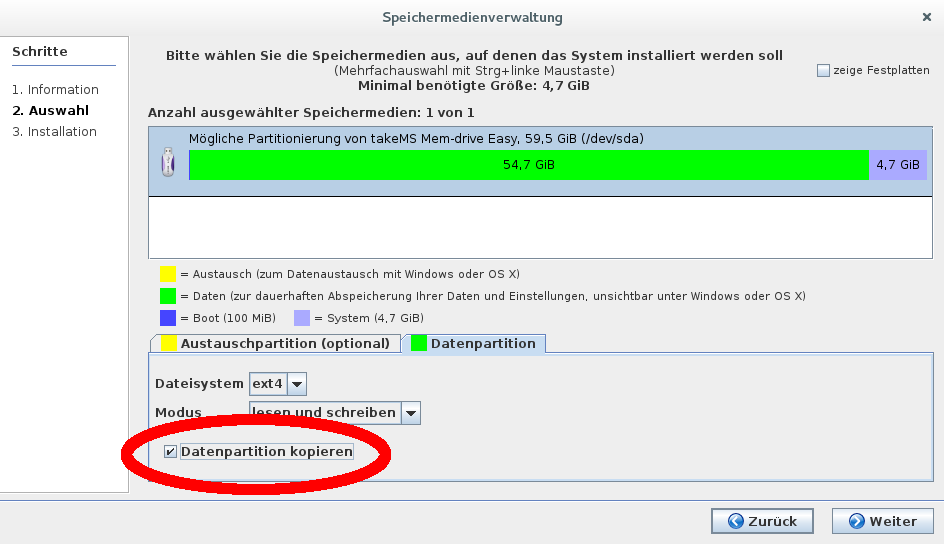 Speichermedienverwaltung
Schritte
1. Information
2. Auswahl
3. Installation
Bitte wählen Sie die Speichermedien aus, auf denen das System installiert werden soll
(Mehrfachauswahl mit Strg+linke Maustaste)
Minimal benötigte Größe: 4,7 GiB
zeige Festplatten
Anzahl ausgewählter Speichermedien: 1 von 1
Mögliche Partitionierung von takeMS Mem-drive Easy, 59,5 GiB (/dev/sda)
54,7 GiB 4,7 GiB
= Austausch (zum Datenaustausch mit Windows oder OS X)
= Daten (zur dauerhaften Abspeicherung Ihrer Daten und Einstellungen, unsichtbar unter Windows oder OS X)
= Boot (100 MiB) = System (4,7 GiB)
Austauschpartition (optional) Datenpartition
Dateisystem ext4
Modus lesen und schreiben
Datenpartition kopieren
Zurück Weiter